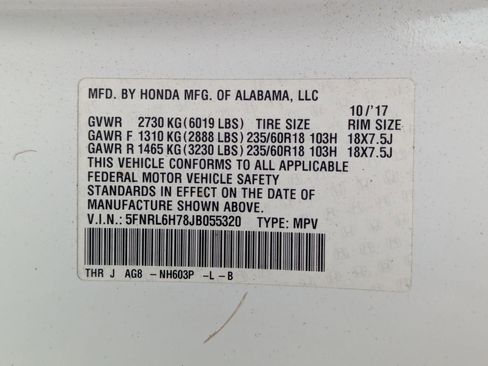 MFD. BY HONDA MFG. OF ALABAMA, LLC
10/'17
GVWR 2730 KG(6019 LBS) TIRE SIZE RIM SIZE
GAWR F 1310 KG(2888 LBS) 235/60R18 103H 18X7.5J
GAWR R 1465 KG(3230 LBS) 235/60R18 103H 18X7.5J
THIS VEHICLE CONFORMS TO ALL APPLICABLE
FEDERAL MOTOR VEHICLE SAFETY
STANDARDS IN EFFECT ON THE DATE OF
MANUFACTURE SHOWN ABOVE.
V.I.N.: 5FNRL6H78JB055320 TYPE: MPV
THR J AG8 - NH603P -L - B